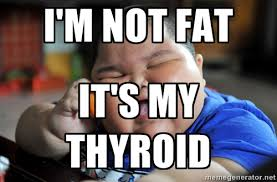 I'M NOT FAT
IT'S MY
THYROID
memegenerator.net